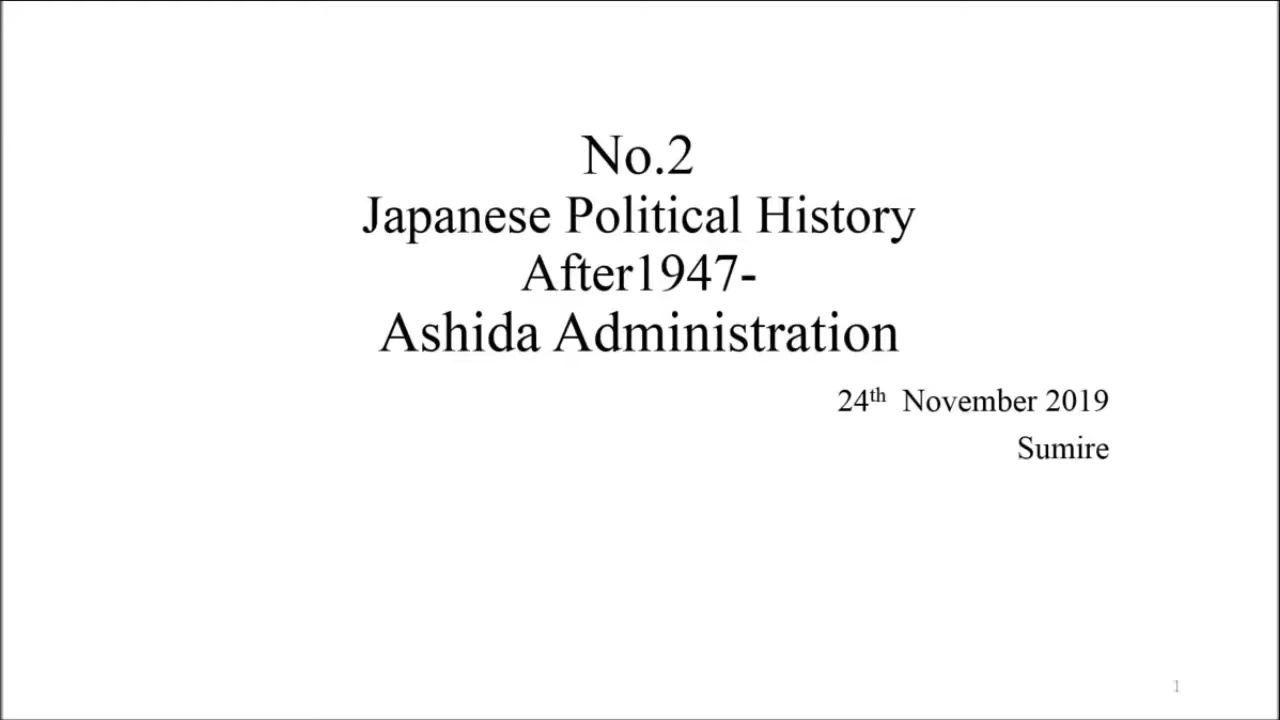 No.2
Japanese Political History
After1947-
Ashida Administration
24th November 2019
Sumire
1